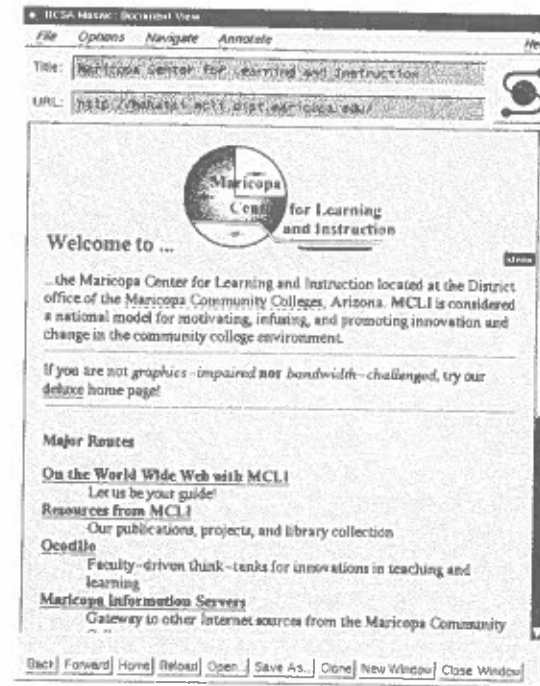 NCSA Mosaic: Document View
File Options Navigate Annotate
Title: Maricopa Center for Learning and Instruction
URL: http://hakatai.mcli.dist.maricopa.edu/
Maricopa
Center for Learning
and Instruction
Welcome to ...
...the Maricopa Center for Learning and Instruction located at the District
office of the Maricopa Community Colleges, Arizona. MCLI is considered
a national model for motivating, infusing, and promoting innovation and
change in the community college environment.
If you are not graphics-impaired nor bandwidth-challenged, try our
deluxe home page!
Major Routes
On the World Wide Web with MCLI
Let us be your guide!
Resources from MCLI
Our publications, projects, and library collection
Ocotillo
Faculty-driven think-tanks for innovations in teaching and
learning
Maricopa Information Servers
Gateway to other Internet sources from the Maricopa Community
Back Forward Home Reload Open... Save As... Clone New Window Close Window